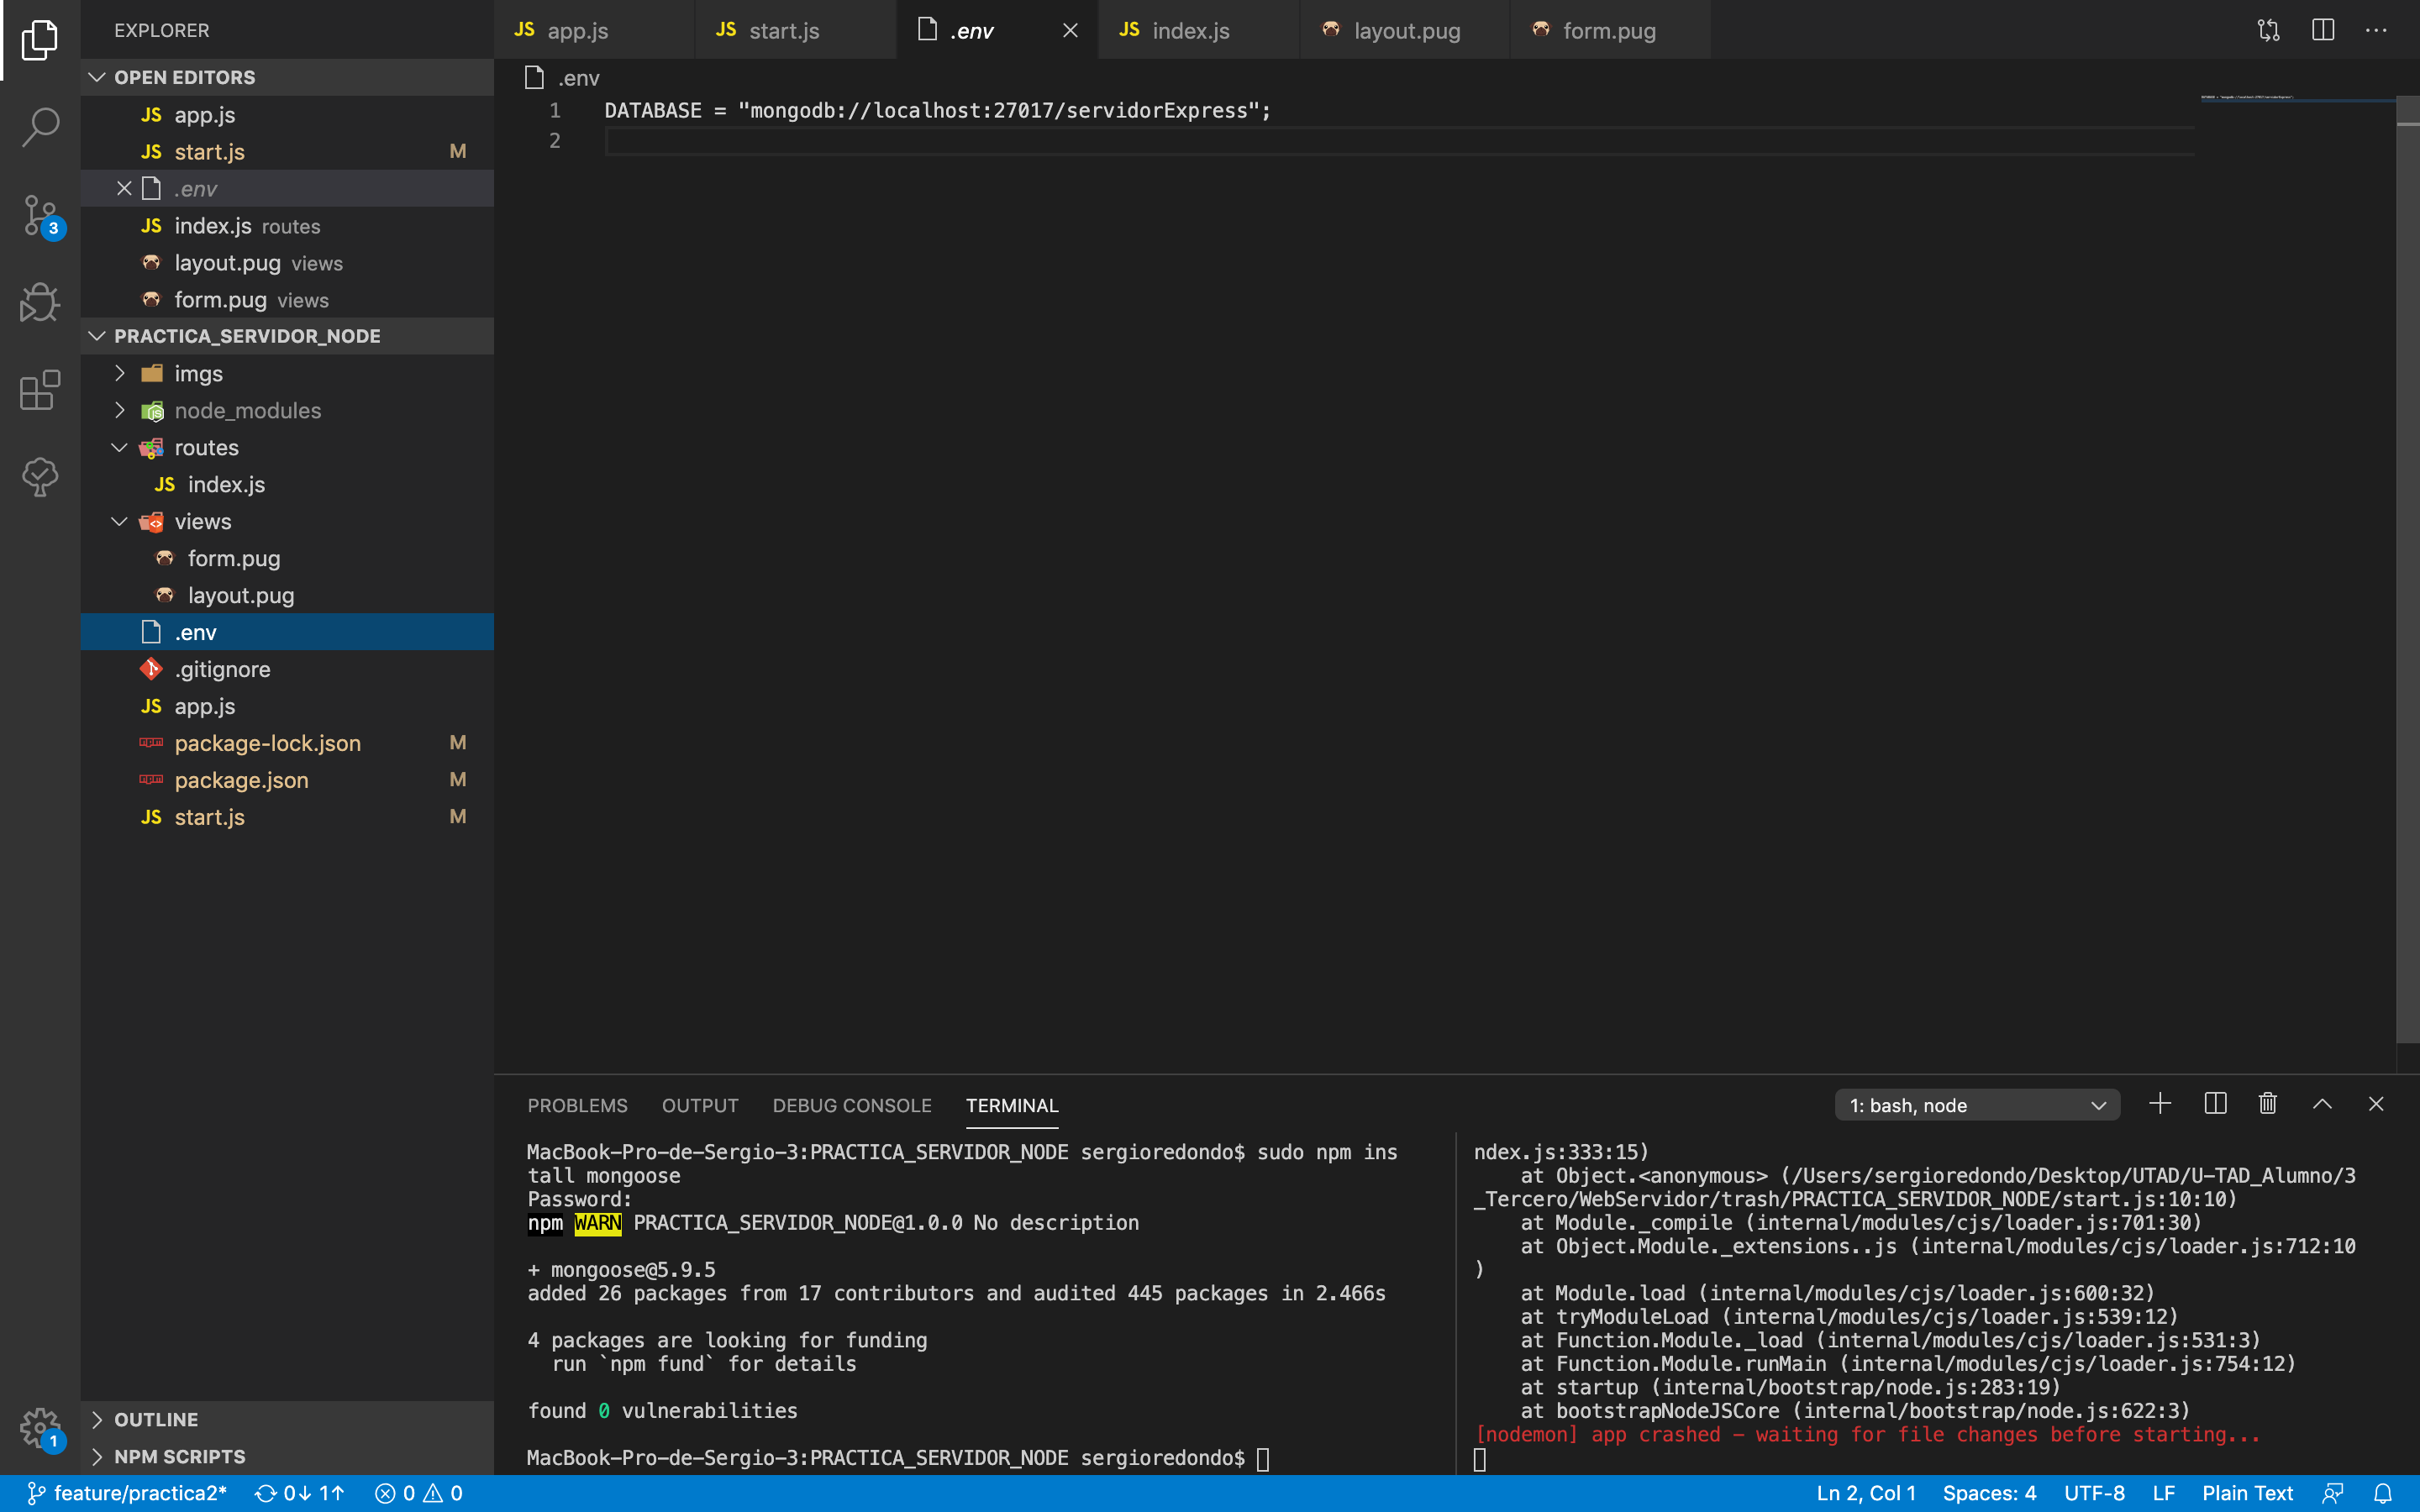 EXPLORER
OPEN EDITORS
JS app.js
JS start.js M
.env
JS index.js routes
layout.pug views
form.pug views
PRACTICA_SERVIDOR_NODE
imgs
node_modules
routes
JS index.js
views
form.pug
layout.pug
.env
.gitignore
JS app.js
package-lock.json M
package.json M
JS start.js M
OUTLINE
NPM SCRIPTS
3
1
JS app.js JS start.js .env JS index.js layout.pug form.pug
.env
1 DATABASE = "mongodb://localhost:27017/servidorExpress";
2
PROBLEMS OUTPUT DEBUG CONSOLE TERMINAL 1: bash, node
MacBook-Pro-de-Sergio-3:PRACTICA_SERVIDOR_NODE sergioredondo$ sudo npm ins
tall mongoose
Password:
npm WARN PRACTICA_SERVIDOR_NODE@1.0.0 No description
+ mongoose@5.9.5
added 26 packages from 17 contributors and audited 445 packages in 2.466s
4 packages are looking for funding
run `npm fund` for details
found 0 vulnerabilities
MacBook-Pro-de-Sergio-3:PRACTICA_SERVIDOR_NODE sergioredondo$
ndex.js:333:15)
at Object.<anonymous> (/Users/sergioredondo/Desktop/UTAD/U-TAD_Alumno/3
_Tercero/WebServidor/trash/PRACTICA_SERVIDOR_NODE/start.js:10:10)
at Module._compile (internal/modules/cjs/loader.js:701:30)
at Object.Module._extensions..js (internal/modules/cjs/loader.js:712:10
)
at Module.load (internal/modules/cjs/loader.js:600:32)
at tryModuleLoad (internal/modules/cjs/loader.js:539:12)
at Function.Module._load (internal/modules/cjs/loader.js:531:3)
at Function.Module.runMain (internal/modules/cjs/loader.js:754:12)
at startup (internal/bootstrap/node.js:283:19)
at bootstrapNodeJSCore (internal/bootstrap/node.js:622:3)
[nodemon] app crashed - waiting for file changes before starting...
feature/practica2* 0↓ 1↑ 0 0 Ln 2, Col 1 Spaces: 4 UTF-8 LF Plain Text